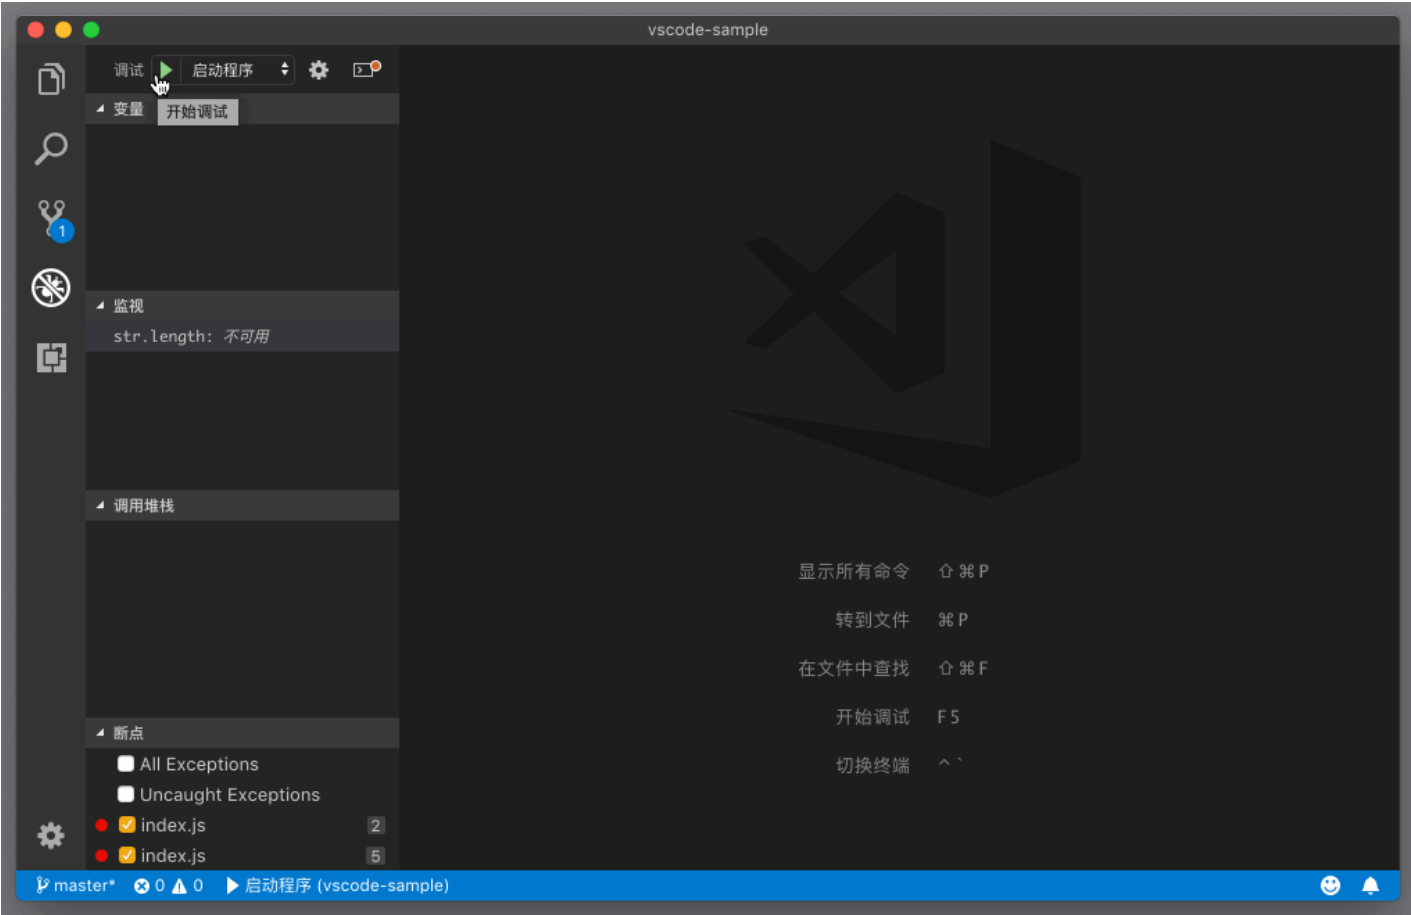 vscode-sample
调试 启动程序
变量 开始调试
1
监视
str.length: 不可用
调用堆栈
显示所有命令 ⇧⌘P
转到文件 ⌘P
在文件中查找 ⇧⌘F
开始调试 F5
切换终端 ^`
断点
All Exceptions
Uncaught Exceptions
index.js 2
index.js 5
master* 0 0 启动程序 (vscode-sample)